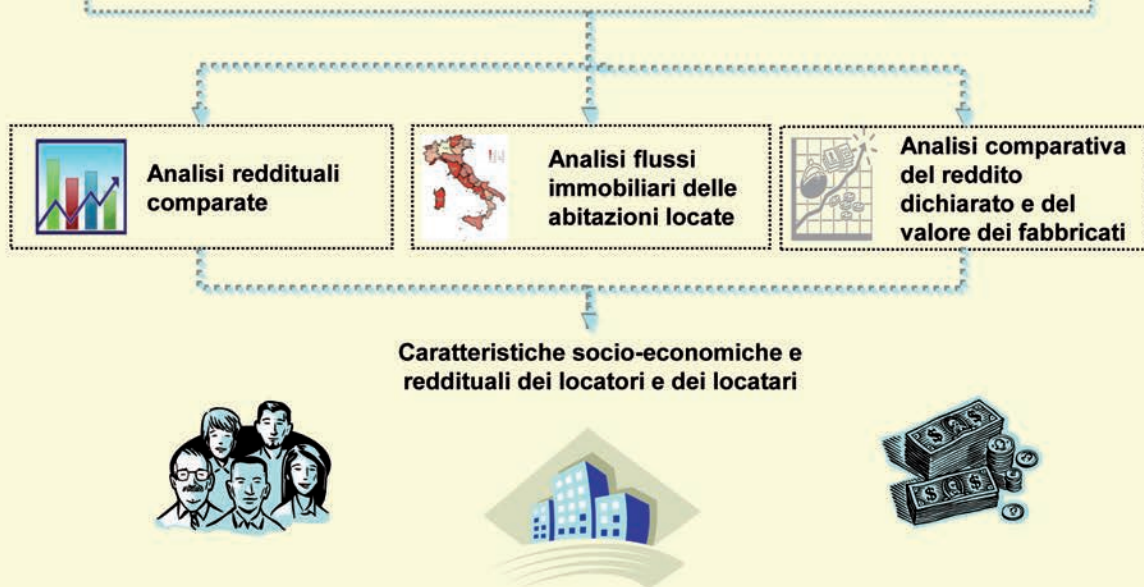 Analisi reddituali
comparate
Analisi flussi
immobiliari delle
abitazioni locate
Analisi comparativa
del reddito
dichiarato e del
valore dei fabbricati
Caratteristiche socio-economiche e
reddituali dei locatori e dei locatari